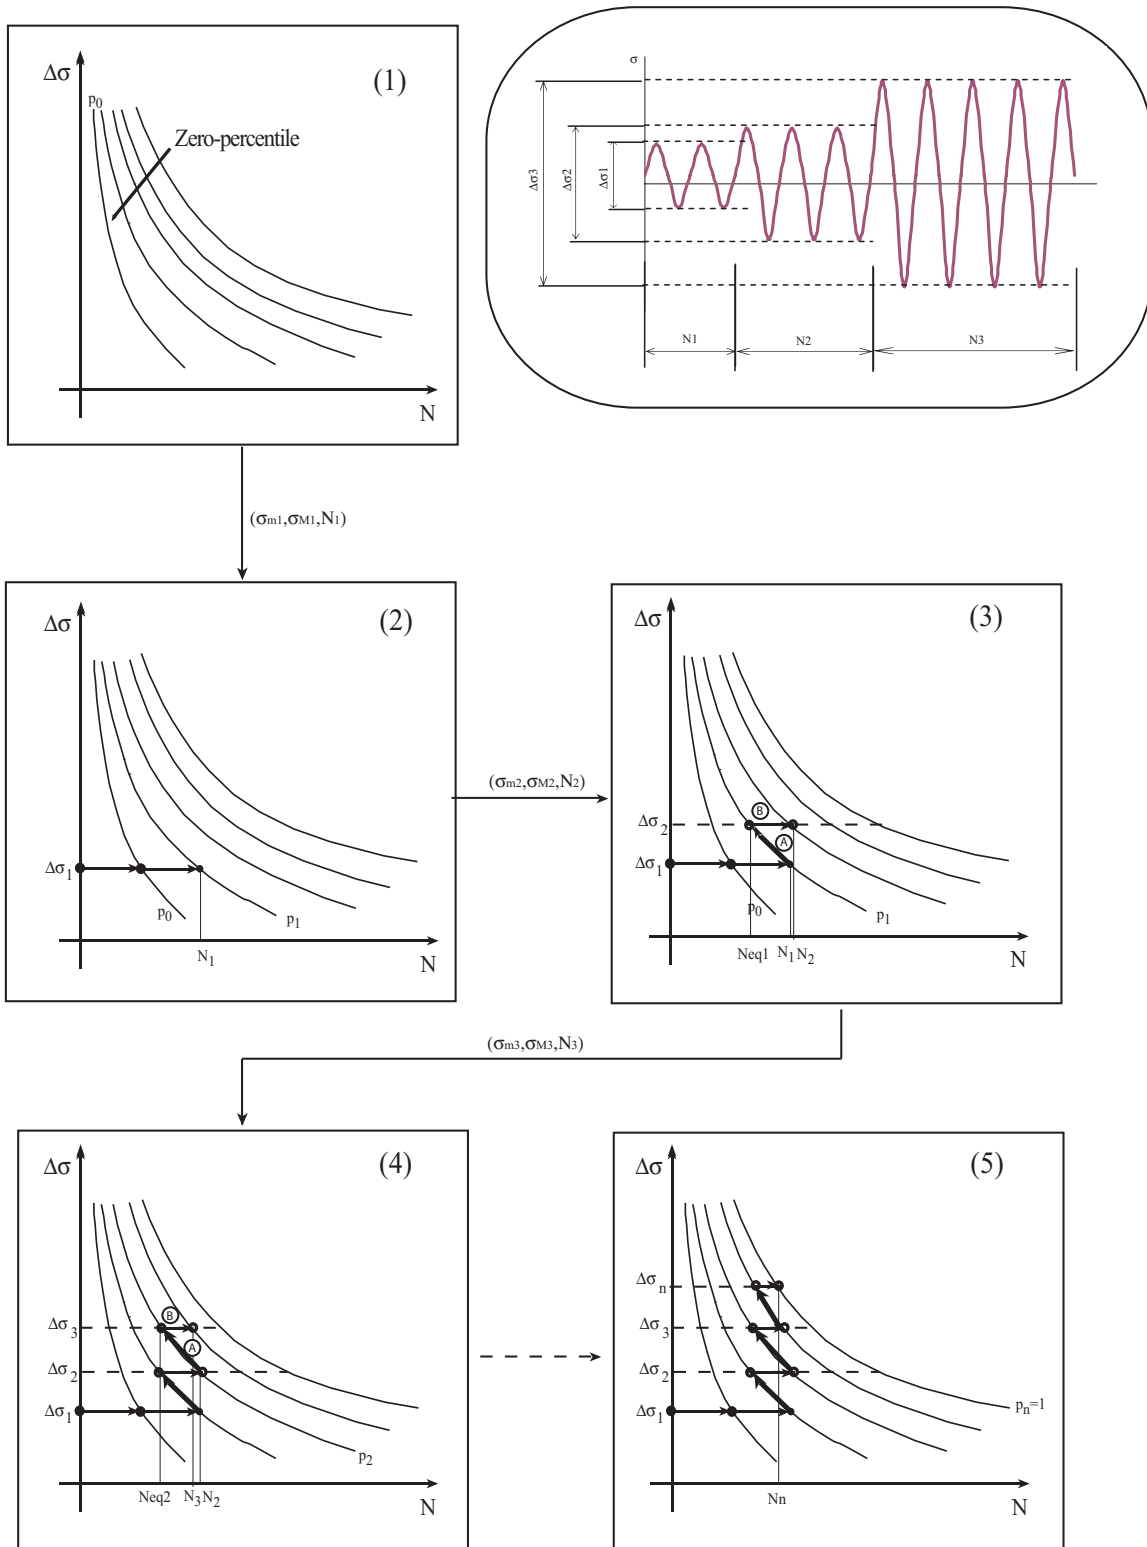 (1)
Δσ
p0
Zero-percentile
N
σ
Δσ3
Δσ2
Δσ1
N1
N2
N3
(σm1,σM1,N1)
(2)
Δσ
Δσ1
p0
p1
N1
N
(σm2,σM2,N2)
(3)
Δσ
Δσ2
B
A
Δσ1
p0
p1
Neq1
N1
N2
N
(σm3,σM3,N3)
(4)
Δσ
Δσ3
B
A
Δσ2
Δσ1
p2
Neq2
N3
N2
N
(5)
Δσ
Δσn
Δσ3
Δσ2
Δσ1
pn=1
Nn
N